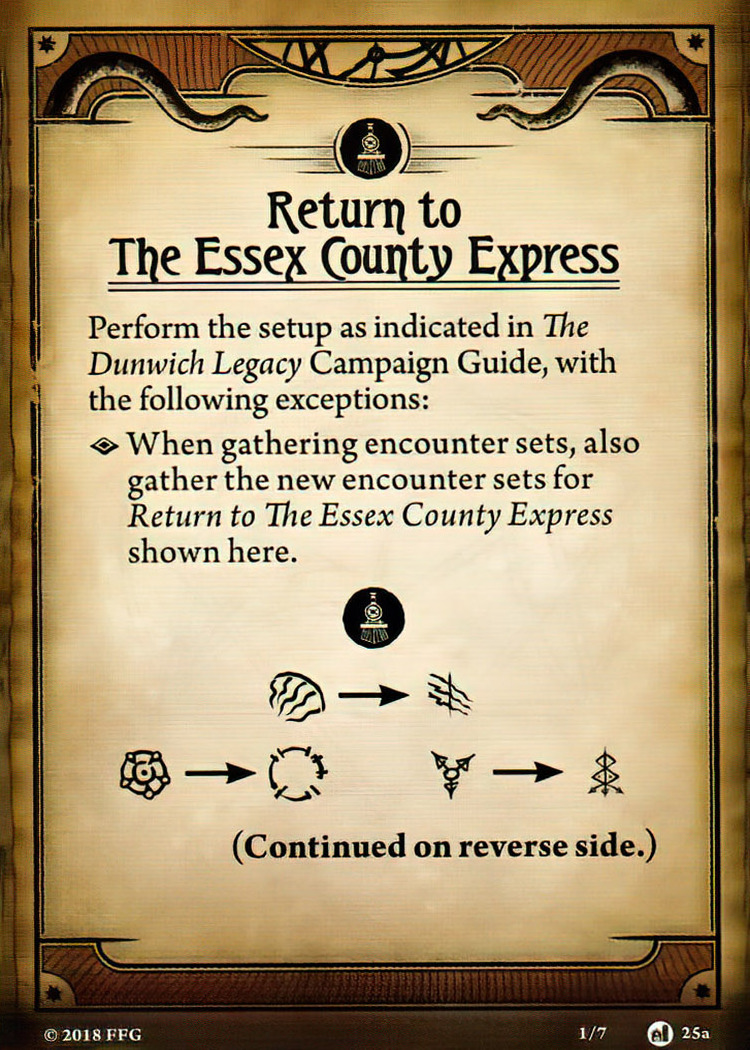 Return to
The Essex County Express
Perform the setup as indicated in The
Dunwich Legacy Campaign Guide, with
the following exceptions:
When gathering encounter sets, also
gather the new encounter sets for
Return to The Essex County Express
shown here.
(Continued on reverse side.)
© 2018 FFG
1/7
25a